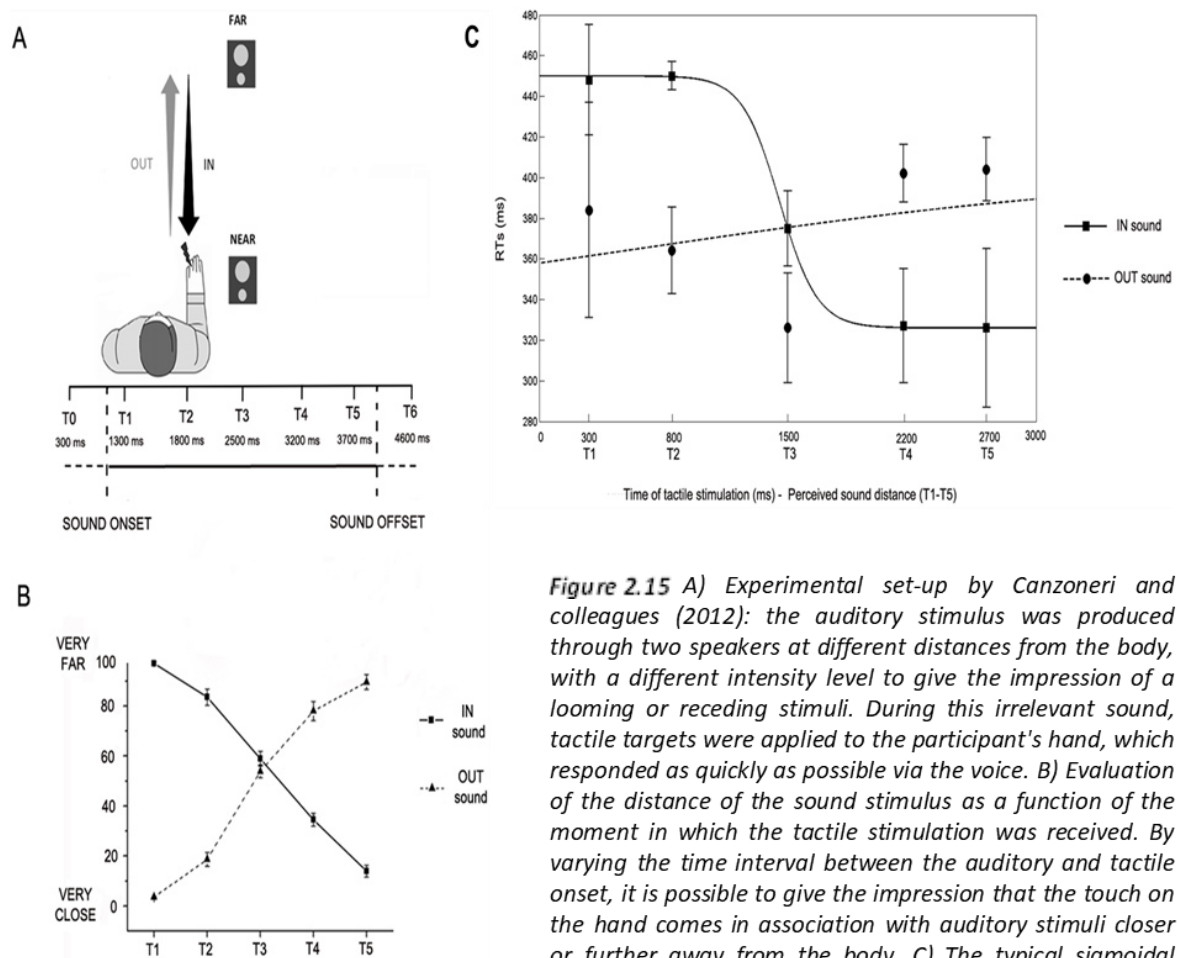 A
FAR
OUT
IN
NEAR
T0 T1 T2 T3 T4 T5 T6
300 ms 1300 ms 1800 ms 2500 ms 3200 ms 3700 ms 4600 ms
SOUND ONSET SOUND OFFSET
C
480
460
440
420
400
380
360
340
320
300
280
RTs (ms)
0 300 800 1500 2200 2700 3000
T1 T2 T3 T4 T5
Time of tactile stimulation (ms) - Perceived sound distance (T1-T5)
IN sound
OUT sound
B
VERY
FAR
100
80
60
40
20
0
VERY
CLOSE
T1 T2 T3 T4 T5
IN
sound
OUT
sound
Figure 2.15 A) Experimental set-up by Canzoneri and
colleagues (2012): the auditory stimulus was produced
through two speakers at different distances from the body,
with a different intensity level to give the impression of a
looming or receding stimuli. During this irrelevant sound,
tactile targets were applied to the participant's hand, which
responded as quickly as possible via the voice. B) Evaluation
of the distance of the sound stimulus as a function of the
moment in which the tactile stimulation was received. By
varying the time interval between the auditory and tactile
onset, it is possible to give the impression that the touch on
the hand comes in association with auditory stimuli closer
or further away from the body. C) The typical sigmoidal